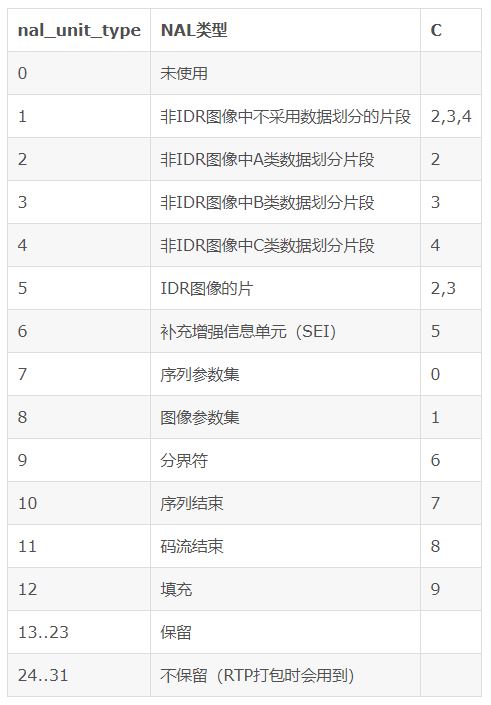 nal_unit_type NAL类型 C
0 未使用
1 非IDR图像中不采用数据划分的片段 2,3,4
2 非IDR图像中A类数据划分片段 2
3 非IDR图像中B类数据划分片段 3
4 非IDR图像中C类数据划分片段 4
5 IDR图像的片 2,3
6 补充增强信息单元（SEI） 5
7 序列参数集 0
8 图像参数集 1
9 分界符 6
10 序列结束 7
11 码流结束 8
12 填充 9
13..23 保留
24..31 不保留（RTP打包时会用到）